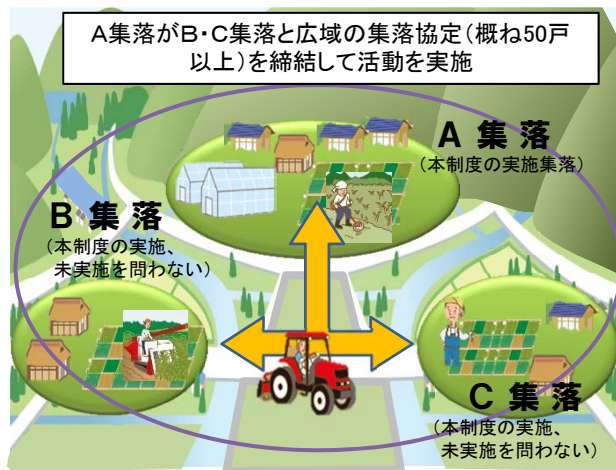 A集落がB・C集落と広域の集落協定(概ね50戸
以上)を締結して活動を実施
A 集 落
(本制度の実施集落)
B 集 落
(本制度の実施、
未実施を問わない)
C 集 落
(本制度の実施、
未実施を問わない)